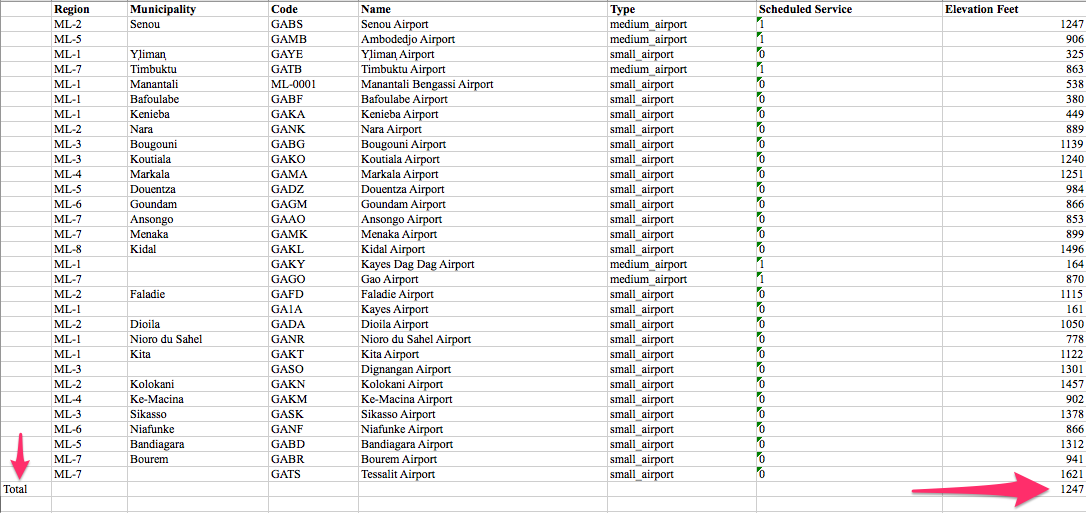 Region Municipality Code Name Type Scheduled Service Elevation Feet
ML-2 Senou GABS Senou Airport medium_airport 1 1247
ML-5 GAMB Ambodedjo Airport medium_airport 1 906
ML-1 Yliman GAYE Yliman Airport small_airport 0 325
ML-7 Timbuktu GATB Timbuktu Airport medium_airport 1 863
ML-1 Manantali ML-0001 Manantali Bengassi Airport small_airport 0 538
ML-1 Bafoulabe GABF Bafoulabe Airport small_airport 0 380
ML-1 Kenieba GAKA Kenieba Airport small_airport 0 449
ML-2 Nara GANK Nara Airport small_airport 0 889
ML-3 Bougouni GABG Bougouni Airport small_airport 0 1139
ML-3 Koutiala GAKO Koutiala Airport small_airport 0 1240
ML-4 Markala GAMA Markala Airport small_airport 0 1251
ML-5 Douentza GADZ Douentza Airport small_airport 0 984
ML-6 Goundam GAGM Goundam Airport small_airport 0 866
ML-7 Ansongo GAAO Ansongo Airport small_airport 0 853
ML-7 Menaka GAMK Menaka Airport small_airport 0 899
ML-8 Kidal GAKL Kidal Airport small_airport 0 1496
ML-1 GAKY Kayes Dag Dag Airport medium_airport 1 164
ML-7 GAGO Gao Airport medium_airport 1 870
ML-2 Faladie GAFD Faladie Airport small_airport 0 1115
ML-1 GA1A Kayes Airport small_airport 0 161
ML-2 Dioila GADA Dioila Airport small_airport 0 1050
ML-1 Nioro du Sahel GANR Nioro du Sahel Airport small_airport 0 778
ML-1 Kita GAKT Kita Airport small_airport 0 1122
ML-3 GASO Dignangan Airport small_airport 0 1301
ML-2 Kolokani GAKN Kolokani Airport small_airport 0 1457
ML-4 Ke-Macina GAKM Ke-Macina Airport small_airport 0 902
ML-3 Sikasso GASK Sikasso Airport small_airport 0 1378
ML-6 Niafunke GANF Niafunke Airport small_airport 0 866
ML-5 Bandiagara GABD Bandiagara Airport small_airport 0 1312
ML-7 Bourem GABR Bourem Airport small_airport 0 941
ML-7 GATS Tessalit Airport small_airport 0 1621
Total 1247